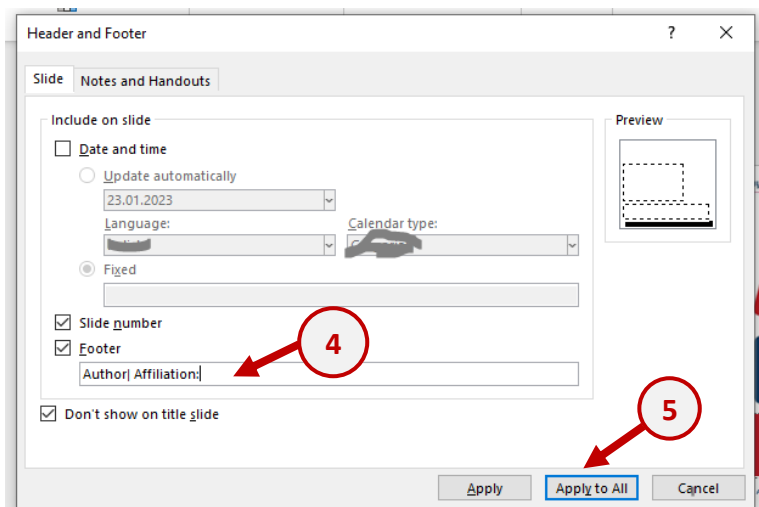 Header and Footer ? ×
Slide Notes and Handouts
Include on slide
Preview
Date and time
Update automatically
23.01.2023
Language: Calendar type:
Fixed
Slide number
Footer
4
Author| Affiliation:
Don't show on title slide
5
Apply Apply to All Cancel